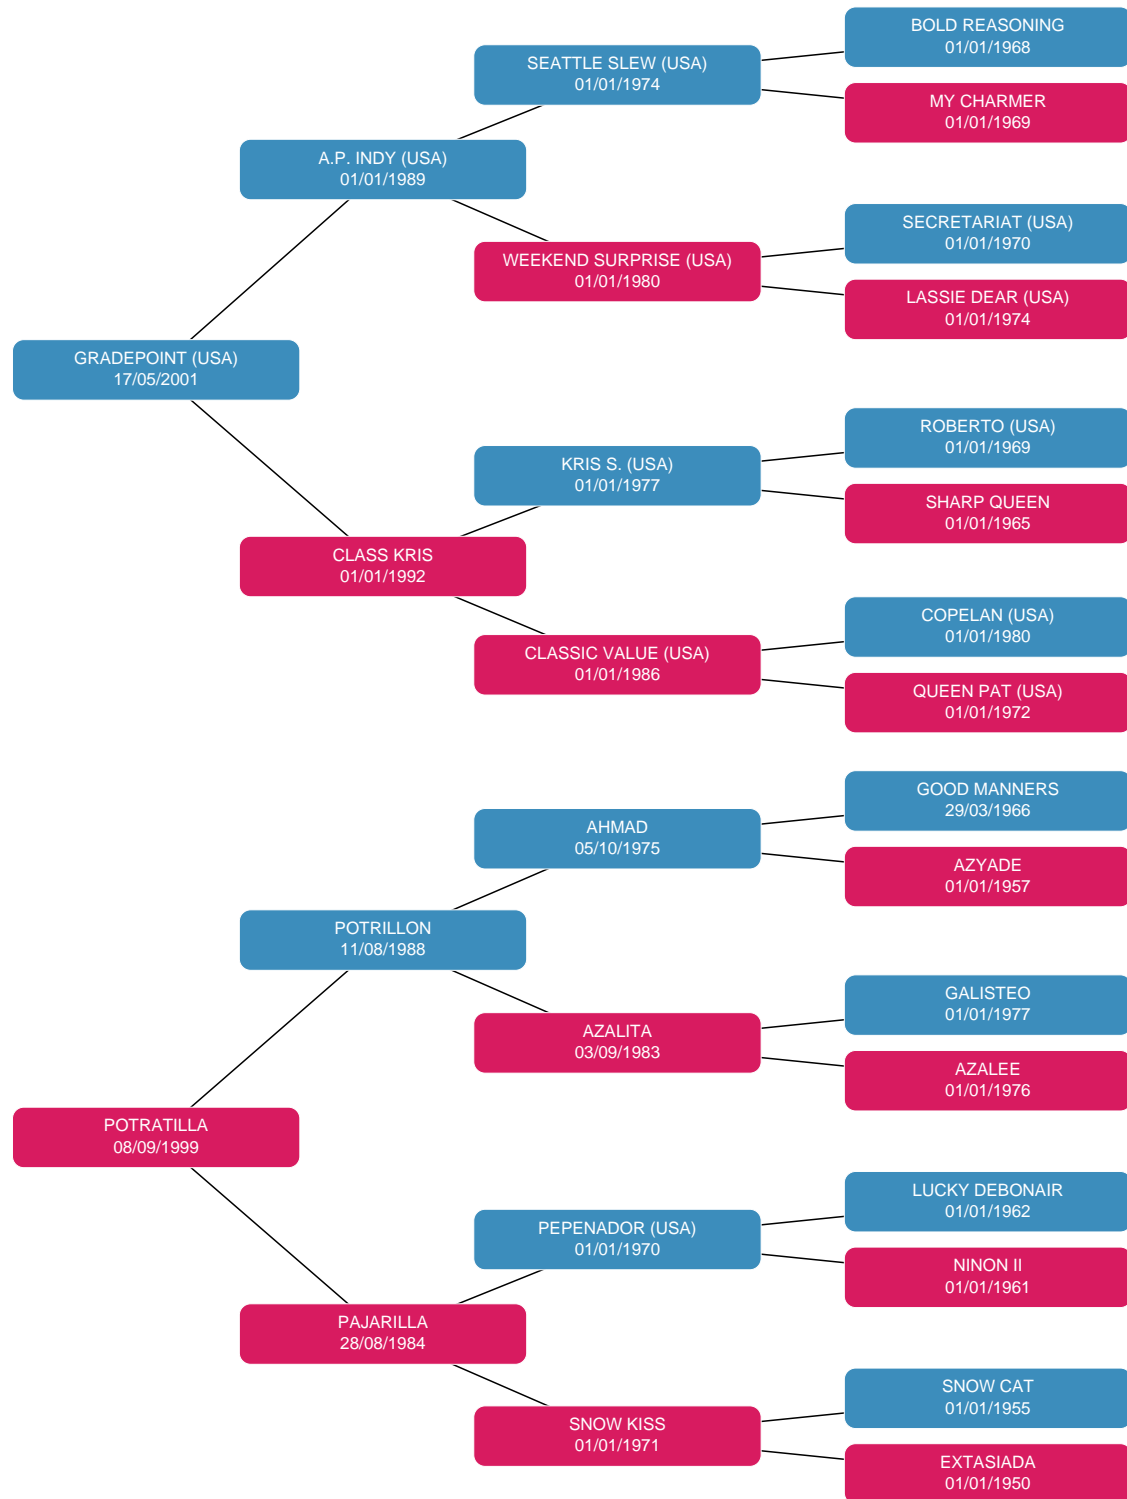 BOLD REASONING
01/01/1968
SEATTLE SLEW (USA)
01/01/1974
MY CHARMER
01/01/1969
A.P. INDY (USA)
01/01/1989
SECRETARIAT (USA)
01/01/1970
WEEKEND SURPRISE (USA)
01/01/1980
LASSIE DEAR (USA)
01/01/1974
GRADEPOINT (USA)
17/05/2001
ROBERTO (USA)
01/01/1969
KRIS S. (USA)
01/01/1977
SHARP QUEEN
01/01/1965
CLASS KRIS
01/01/1992
COPELAN (USA)
01/01/1980
CLASSIC VALUE (USA)
01/01/1986
QUEEN PAT (USA)
01/01/1972
GOOD MANNERS
29/03/1966
AHMAD
05/10/1975
AZYADE
01/01/1957
POTRILLON
11/08/1988
GALISTEO
01/01/1977
AZALITA
03/09/1983
AZALEE
01/01/1976
POTRATILLA
08/09/1999
LUCKY DEBONAIR
01/01/1962
PEPENADOR (USA)
01/01/1970
NINON II
01/01/1961
PAJARILLA
28/08/1984
SNOW CAT
01/01/1955
SNOW KISS
01/01/1971
EXTASIADA
01/01/1950